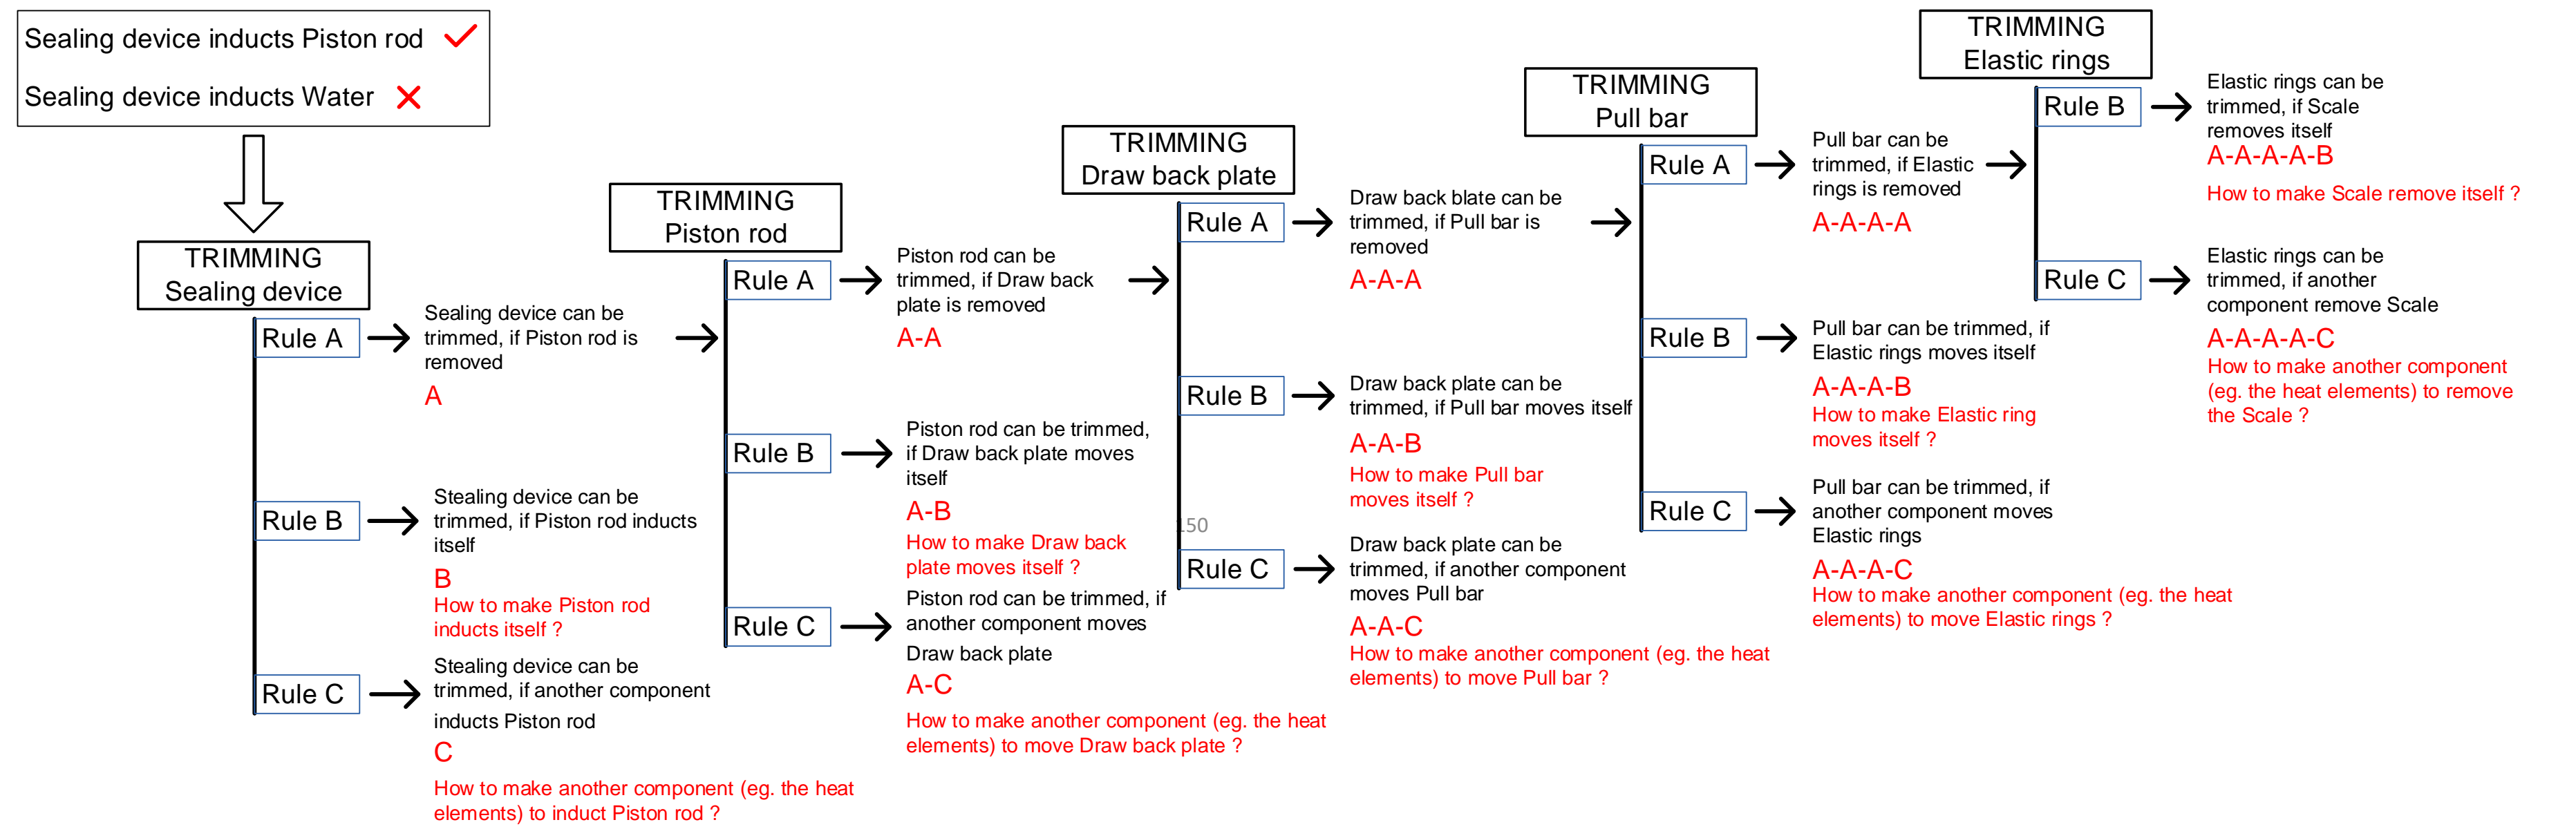 Sealing device inducts Piston rod
Sealing device inducts Water
TRIMMING
Sealing device
Rule A
Sealing device can be
trimmed, if Piston rod is
removed
A
Rule B
Stealing device can be
trimmed, if Piston rod inducts
itself
B
How to make Piston rod
inducts itself ?
Rule C
Stealing device can be
trimmed, if another component
inducts Piston rod
C
How to make another component (eg. the heat
elements) to induct Piston rod ?
TRIMMING
Piston rod
Rule A
Piston rod can be
trimmed, if Draw back
plate is removed
A-A
Rule B
Piston rod can be trimmed,
if Draw back plate moves
itself
A-B
How to make Draw back
plate moves itself ?
Rule C
Piston rod can be trimmed, if
another component moves
Draw back plate
A-C
How to make another component (eg. the heat
elements) to move Draw back plate ?
TRIMMING
Draw back plate
Rule A
Draw back blate can be
trimmed, if Pull bar is
removed
A-A-A
Rule B
Draw back plate can be
trimmed, if Pull bar moves itself
A-A-B
How to make Pull bar
moves itself ?
150
Rule C
Draw back plate can be
trimmed, if another component
moves Pull bar
A-A-C
How to make another component (eg. the heat
elements) to move Pull bar ?
TRIMMING
Pull bar
Rule A
Pull bar can be
trimmed, if Elastic
rings is removed
A-A-A-A
Rule B
Pull bar can be trimmed, if
Elastic rings moves itself
A-A-A-B
How to make Elastic ring
moves itself ?
Rule C
Pull bar can be trimmed, if
another component moves
Elastic rings
A-A-A-C
How to make another component (eg. the heat
elements) to move Elastic rings ?
TRIMMING
Elastic rings
Rule B
Elastic rings can be
trimmed, if Scale
removes itself
A-A-A-A-B
How to make Scale remove itself ?
Rule C
Elastic rings can be
trimmed, if another
component remove Scale
A-A-A-A-C
How to make another component
(eg. the heat elements) to remove
the Scale ?